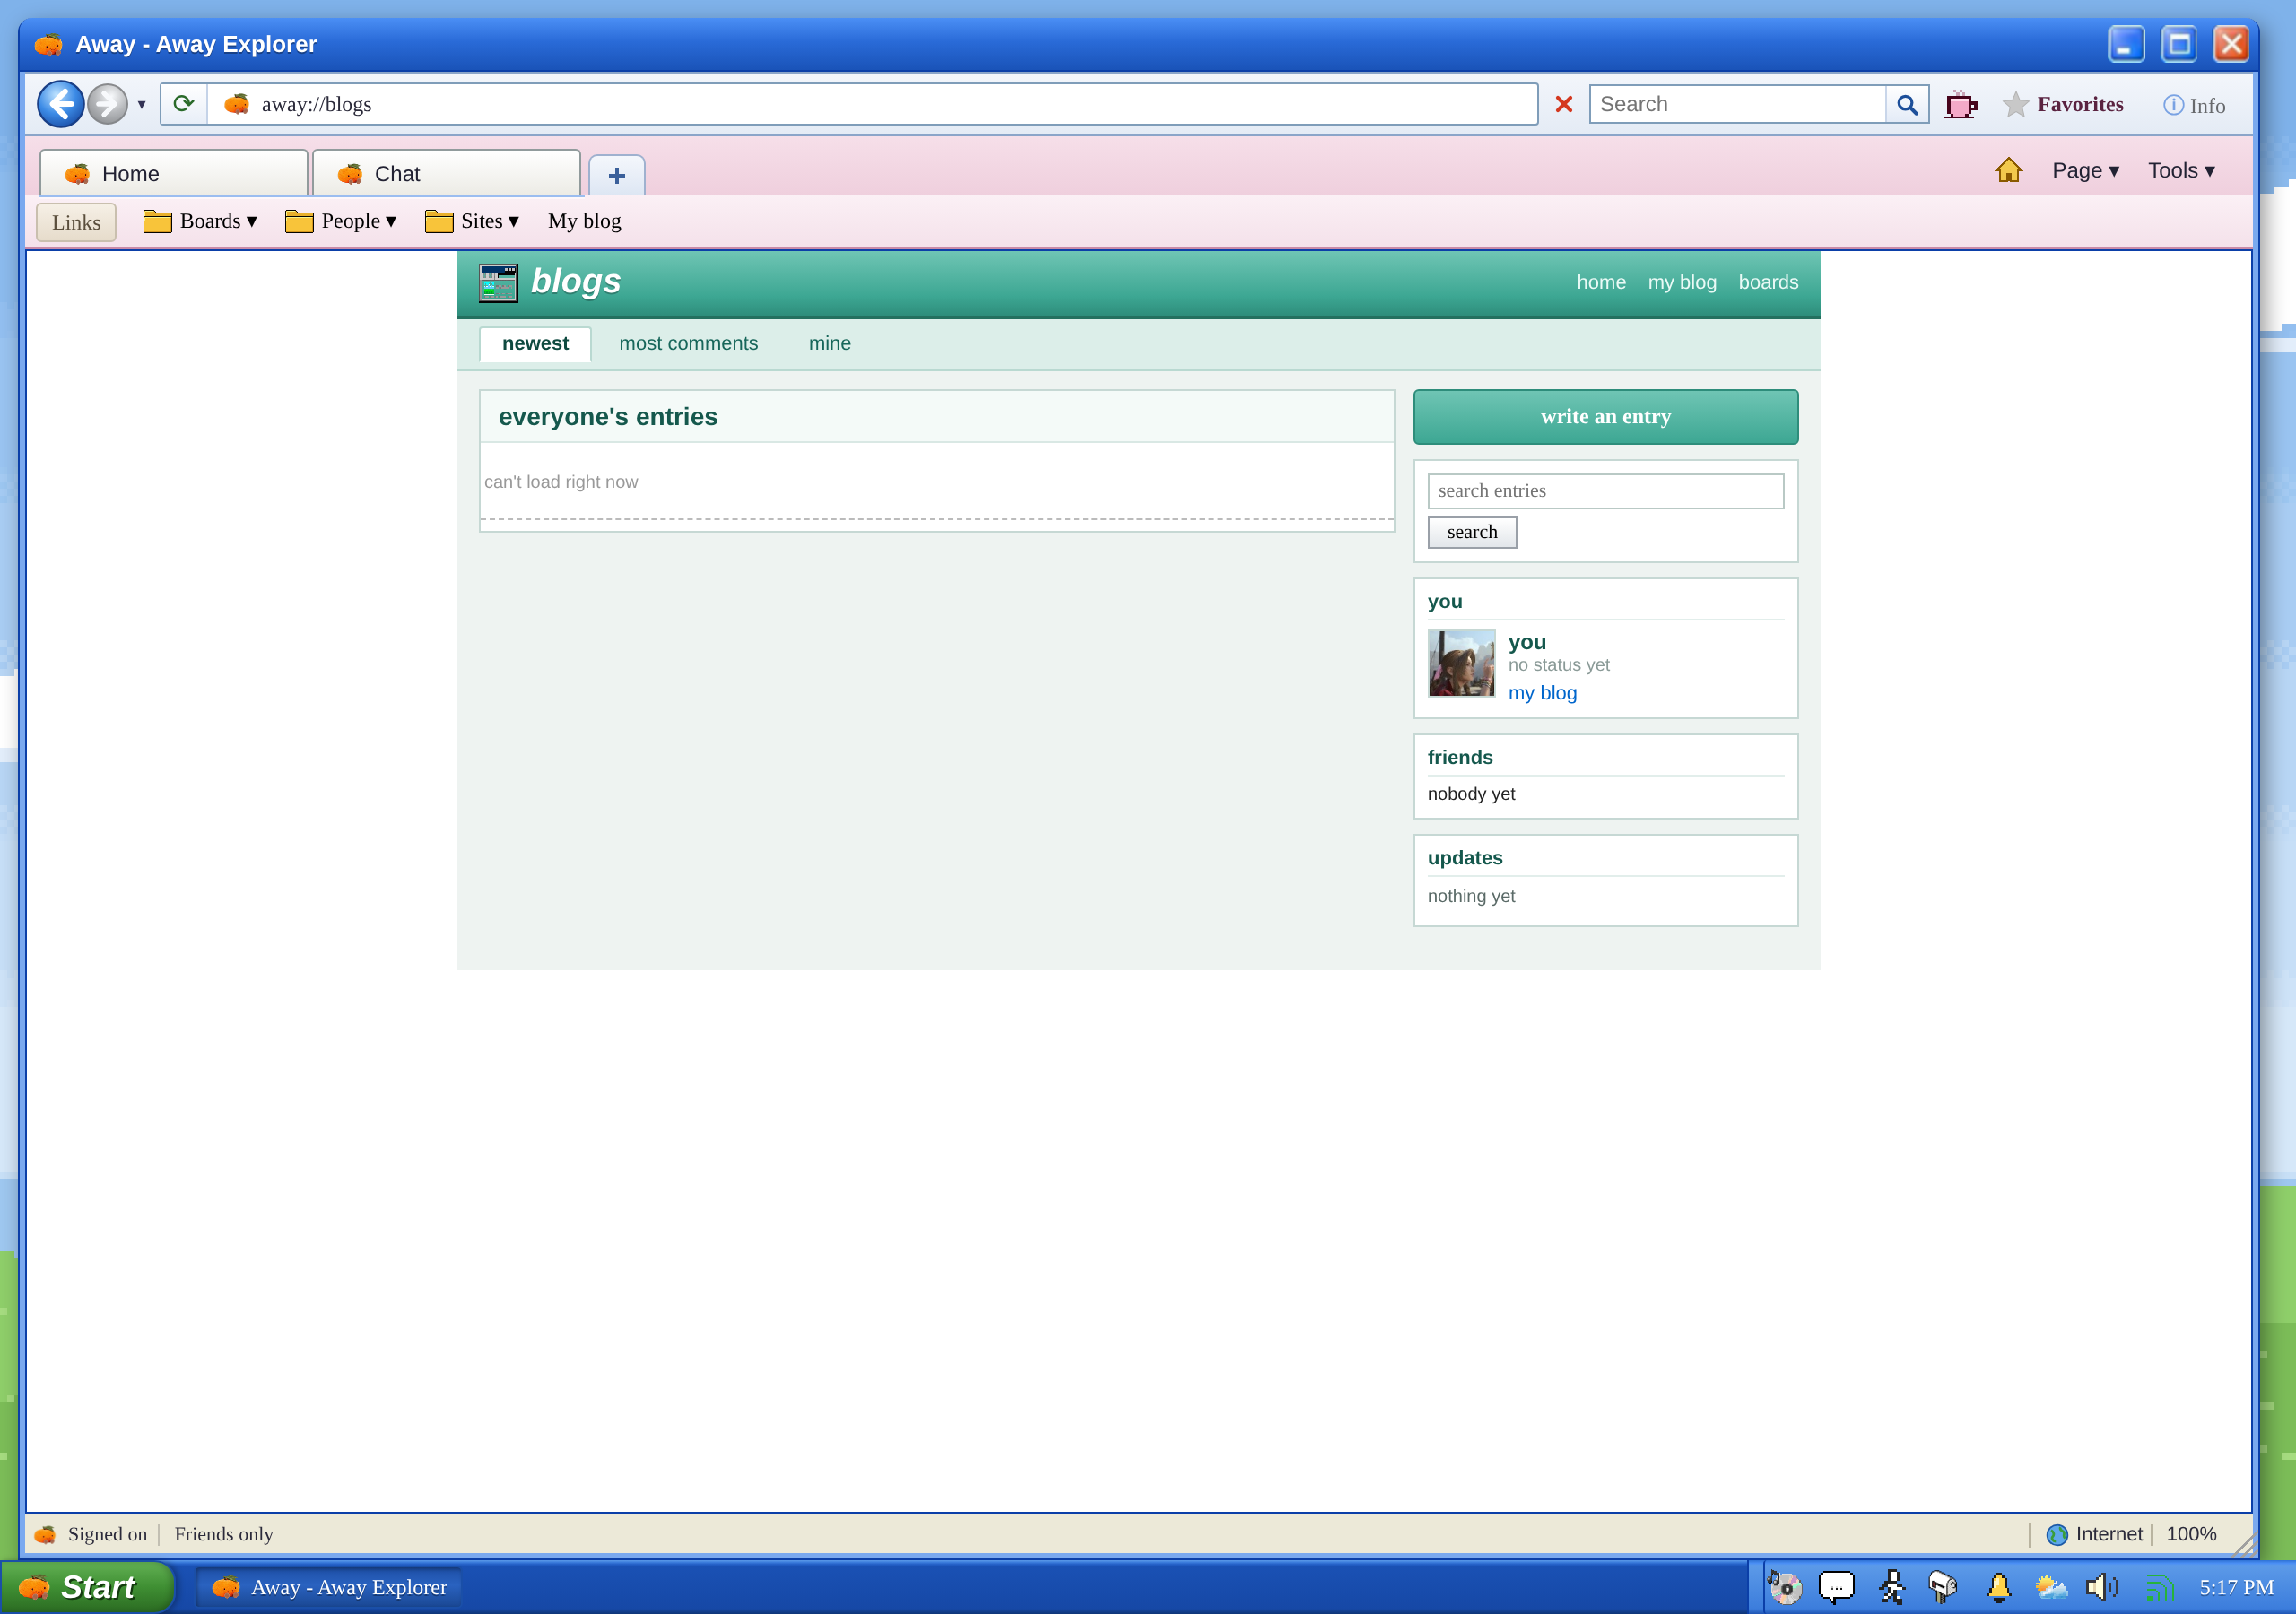 Away - Away Explorer
away://blogs
Search
Favorites
Info
Home
Chat
Page ▾
Tools ▾
Links
Boards ▾
People ▾
Sites ▾
My blog
blogs
home
my blog
boards
newest
most comments
mine
everyone's entries
can't load right now
write an entry
search entries
search
you
you
no status yet
my blog
friends
nobody yet
updates
nothing yet
Signed on
Friends only
Internet
100%
Start
Away - Away Explorer
5:17 PM